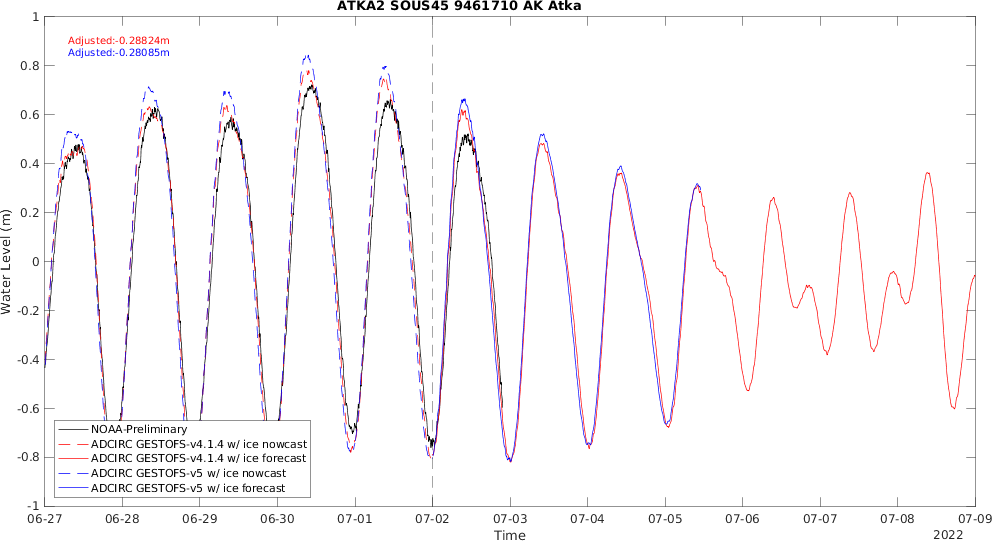 ATKA2 SOUS45 9461710 AK Atka
Adjusted:-0.28824m
Adjusted:-0.28085m
1
0.8
0.6
0.4
0.2
0
-0.2
-0.4
-0.6
-0.8
-1
Water Level (m)
NOAA-Preliminary
ADCIRC GESTOFS-v4.1.4 w/ ice nowcast
ADCIRC GESTOFS-v4.1.4 w/ ice forecast
ADCIRC GESTOFS-v5 w/ ice nowcast
ADCIRC GESTOFS-v5 w/ ice forecast
06-27 06-28 06-29 06-30 07-01 07-02 07-03 07-04 07-05 07-06 07-07 07-08 07-09
Time
2022